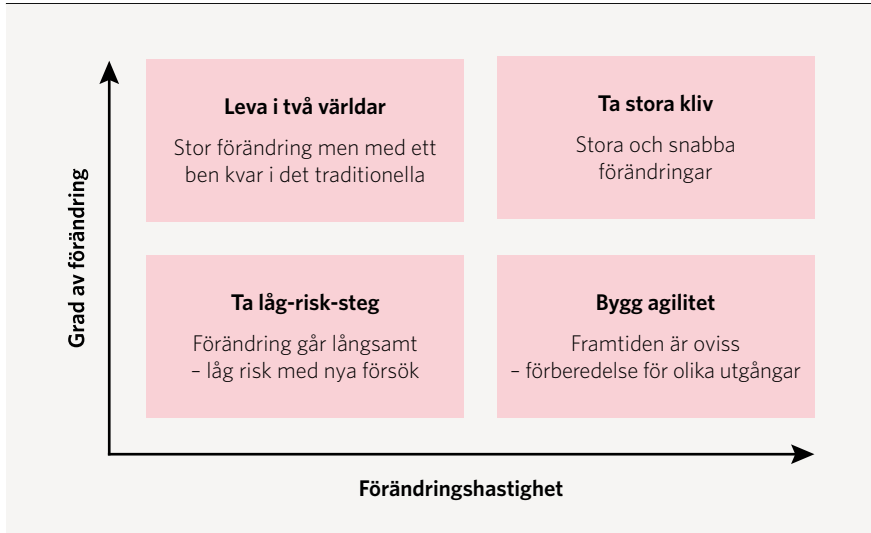 Grad av förändring
Leva i två världar
Stor förändring men med ett
ben kvar i det traditionella
Ta stora kliv
Stora och snabba
förändringar
Ta låg-risk-steg
Förändring går långsamt
– låg risk med nya försök
Bygg agilitet
Framtiden är oviss
– förberedelse för olika utgångar
Förändringshastighet